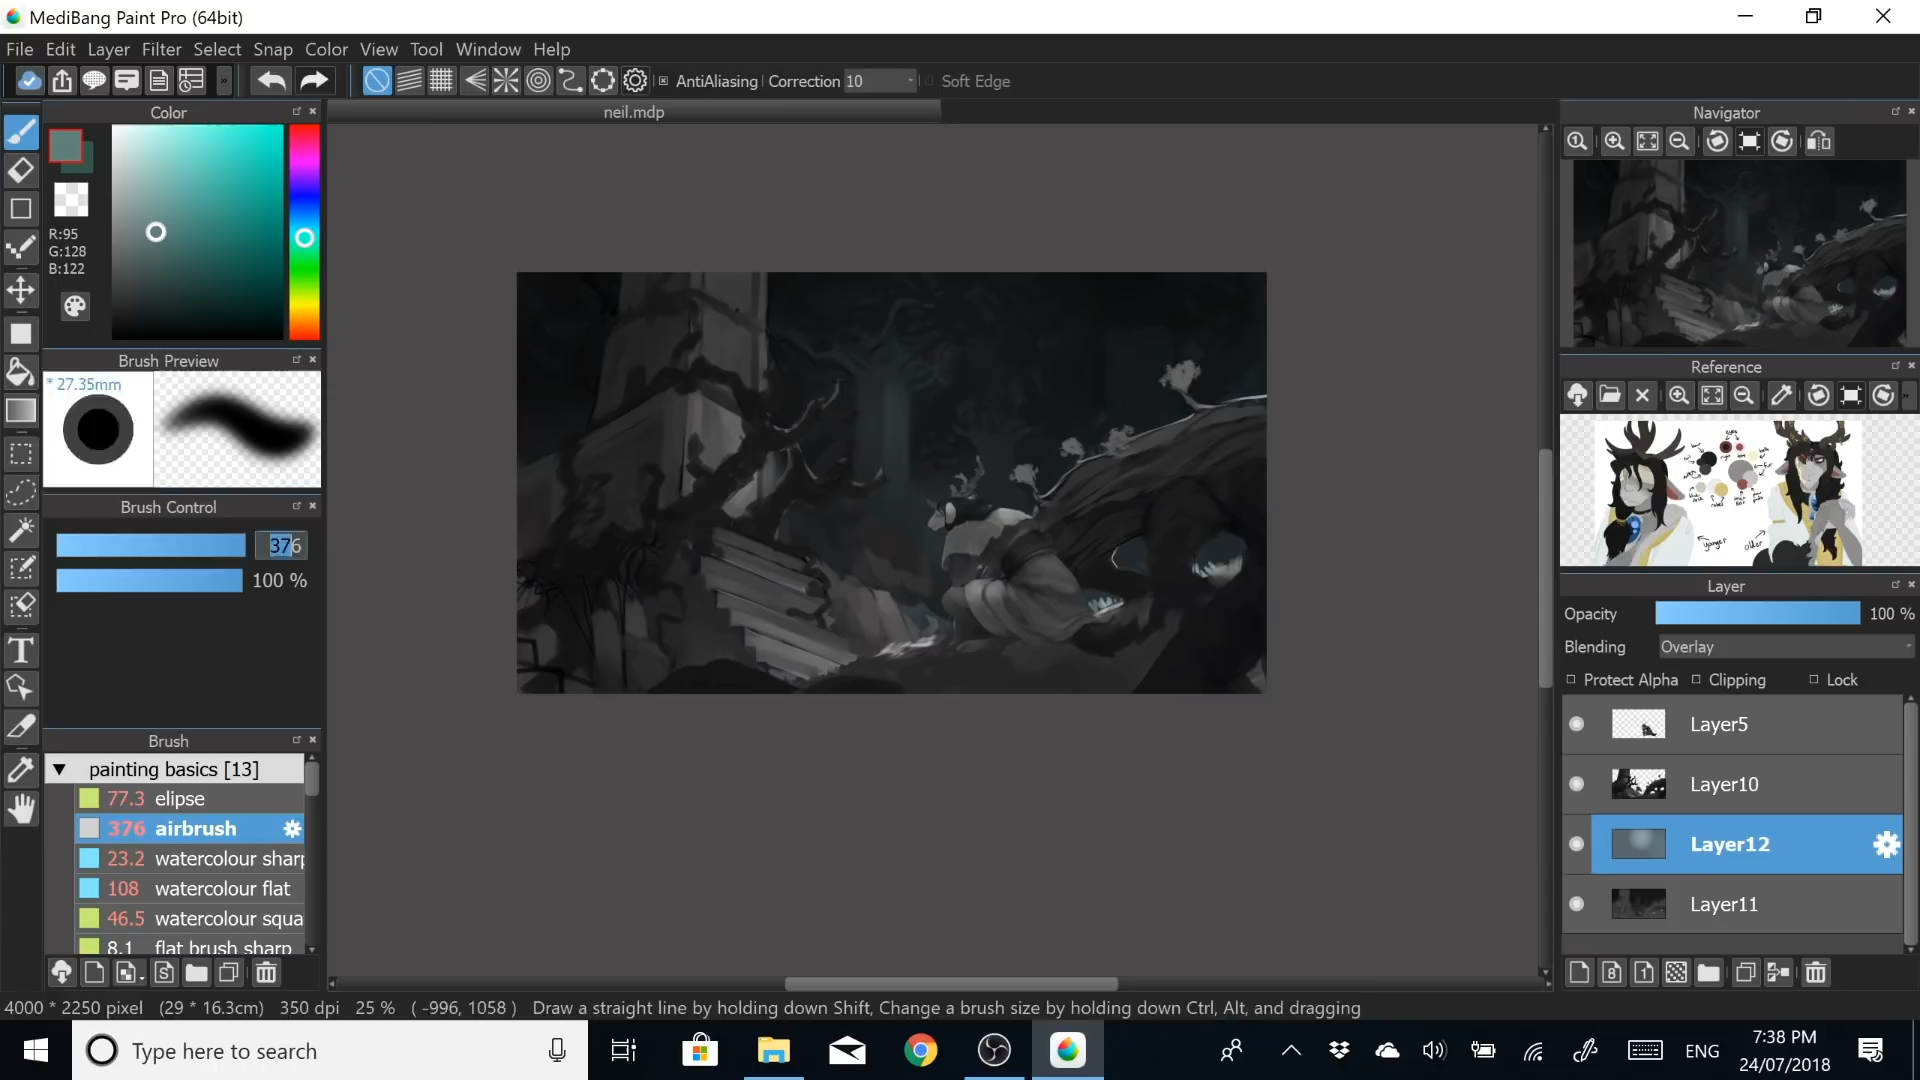 MediBang Paint Pro (64bit)
File Edit Layer Filter Select Snap Color View Tool Window Help
AntiAliasing Correction 10 Soft Edge
Color
neil.mdp
Navigator
R:95
G:128
B:122
Brush Preview
* 27.35mm
Reference
younger
older
Brush Control
376
100 %
Layer
Opacity 100 %
Blending Overlay
Protect Alpha Clipping Lock
Layer5
Layer10
Layer12
Layer11
Brush
painting basics [13]
77.3 elipse
376 airbrush
23.2 watercolour sharp
108 watercolour flat
46.5 watercolour squa
8.1 flat brush sharp
4000 * 2250 pixel (29 * 16.3cm) 350 dpi 25 % ( -996, 1058 ) Draw a straight line by holding down Shift, Change a brush size by holding down Ctrl, Alt, and dragging
Type here to search
ENG
7:38 PM
24/07/2018